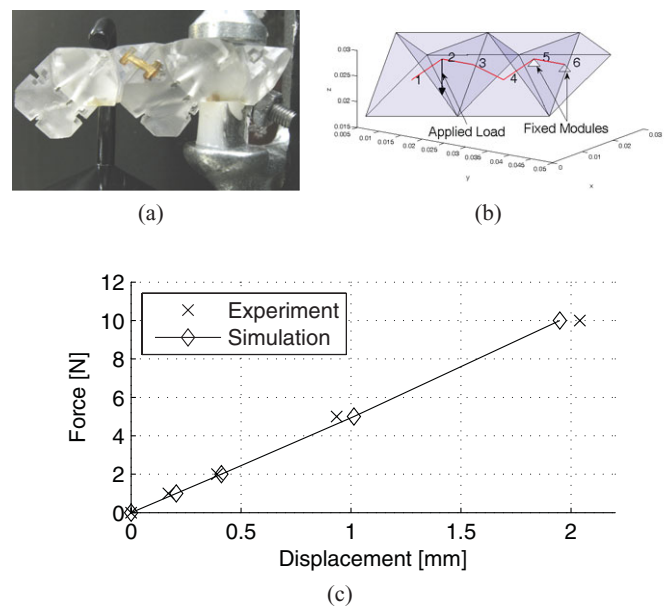 0.03
0.025
0.02
0.015
z
0.005
0.01
0.015
0.02
0.025
0.03
0.035
0.04
0.045
0.05
y
0
0.01
0.02
0.03
x
1 2 3 4 5 6
Applied Load
Fixed Modules
(a)
(b)
12
10
8
6
4
2
0
Force [N]
Experiment
Simulation
0 0.5 1 1.5 2
Displacement [mm]
(c)